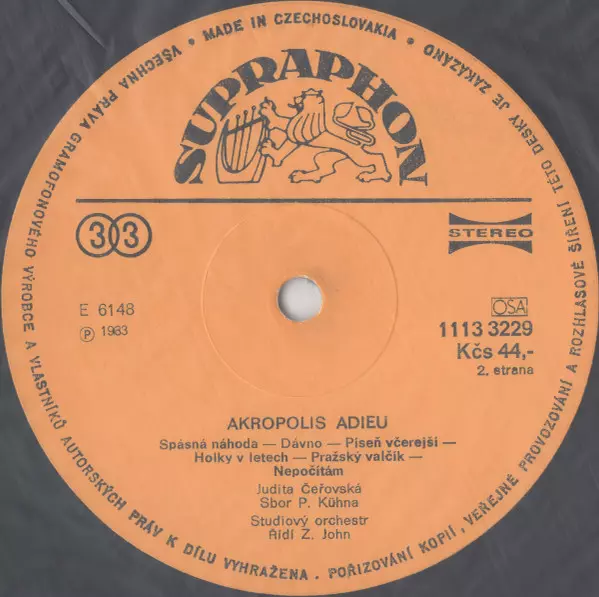 • VŠECHNA PRÁVA GRAMOFONOVÉHO VÝROBCE A VLASTNÍKŮ AUTORSKÝCH PRÁV K DÍLU VYHRAŽENA . POŘIZOVÁNÍ KOPIÍ, VEŘEJNÉ PROVOZOVÁNÍ A ROZHLASOVÉ ŠÍŘENÍ TÉTO DESKY JE ZAKÁZÁNO • MADE IN CZECHOSLOVAKIA
SUPRAPHON
33
STEREO
E 6148
Ⓟ 1983
OSA
1113 3229
Kčs 44,-
2. strana
AKROPOLIS ADIEU
Spásná náhoda — Dávno — Píseň včerejší —
Holky v letech — Pražský valčík —
Nepočítám
Judita Čeřovská
Sbor P. Kühna
Studiový orchestr
Řídí Z. John